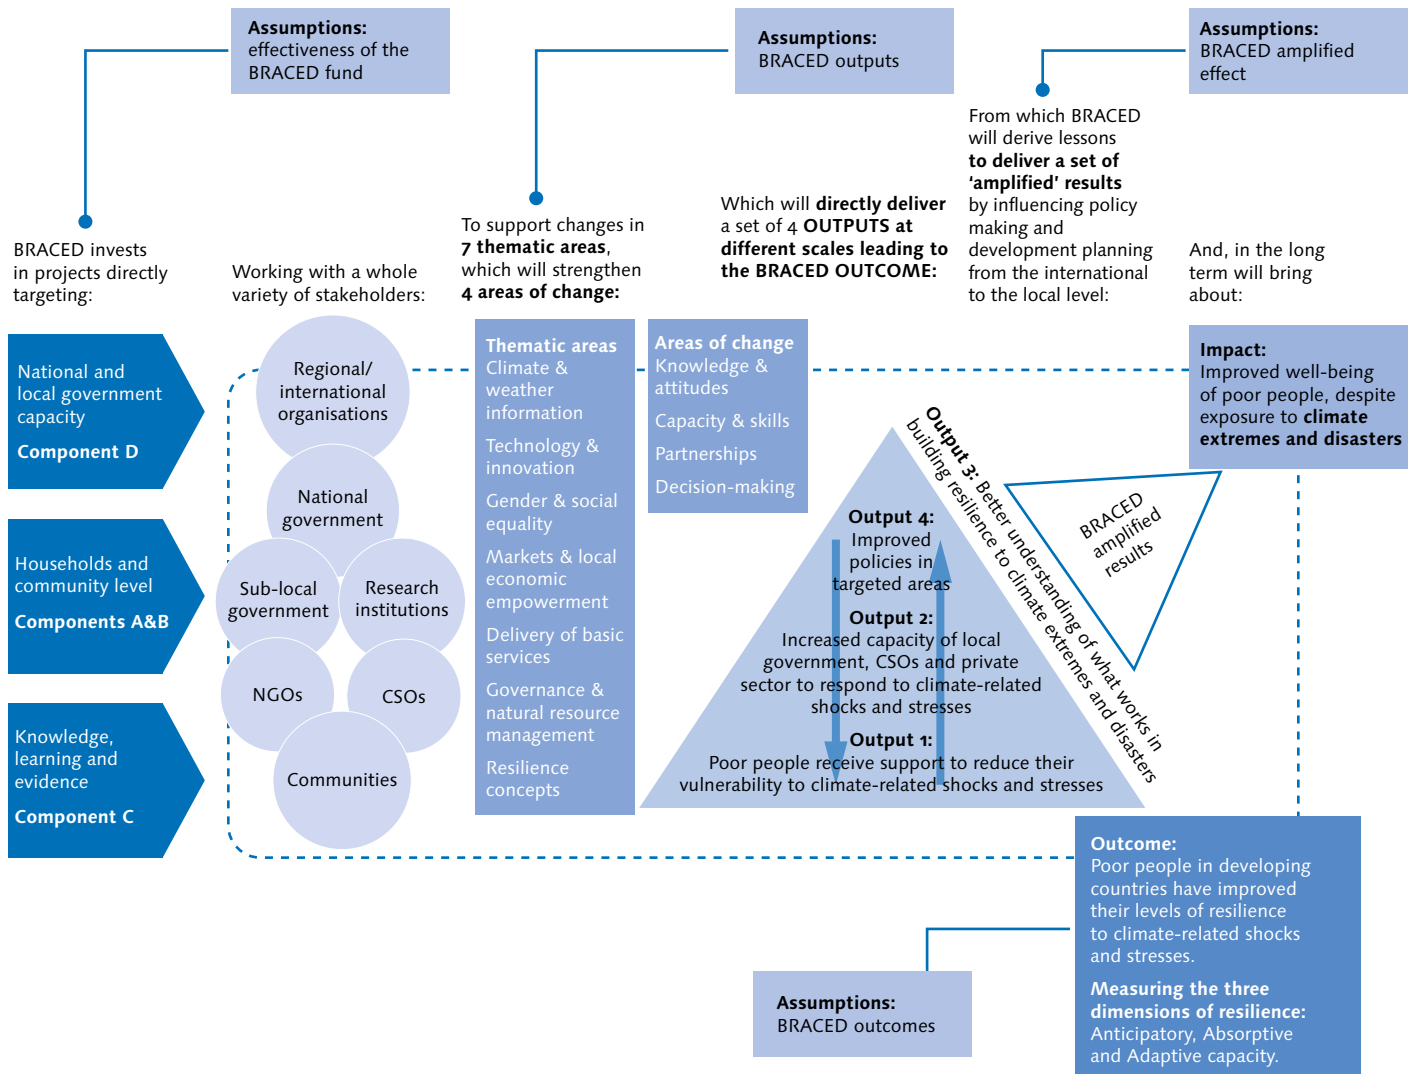 Assumptions:
effectiveness of the
BRACED fund
Assumptions:
BRACED outputs
Assumptions:
BRACED amplified
effect
BRACED invests
in projects directly
targeting:
Working with a whole
variety of stakeholders:
To support changes in
7 thematic areas,
which will strengthen
4 areas of change:
Which will directly deliver
a set of 4 OUTPUTS at
different scales leading to
the BRACED OUTCOME:
From which BRACED
will derive lessons
to deliver a set of
‘amplified’ results
by influencing policy
making and
development planning
from the international
to the local level:
And, in the long
term will bring
about:
National and
local government
capacity
Component D
Households and
community level
Components A&B
Knowledge,
learning and
evidence
Component C
Regional/
international
organisations
National
government
Sub-local
government
Research
institutions
NGOs
CSOs
Communities
Thematic areas
Climate &
weather
information
Technology &
innovation
Gender & social
equality
Markets & local
economic
empowerment
Delivery of basic
services
Governance &
natural resource
management
Resilience
concepts
Areas of change
Knowledge &
attitudes
Capacity & skills
Partnerships
Decision-making
Output 4:
Improved
policies in
targeted areas
Output 2:
Increased capacity of local
government, CSOs and private
sector to respond to climate-related
shocks and stresses
Output 1:
Poor people receive support to reduce their
vulnerability to climate-related shocks and stresses
Output 3: Better understanding of what works in
building resilience to climate extremes and disasters
BRACED
amplified
results
Impact:
Improved well-being
of poor people, despite
exposure to climate
extremes and disasters
Outcome:
Poor people in developing
countries have improved
their levels of resilience
to climate-related shocks
and stresses.
Measuring the three
dimensions of resilience:
Anticipatory, Absorptive
and Adaptive capacity.
Assumptions:
BRACED outcomes